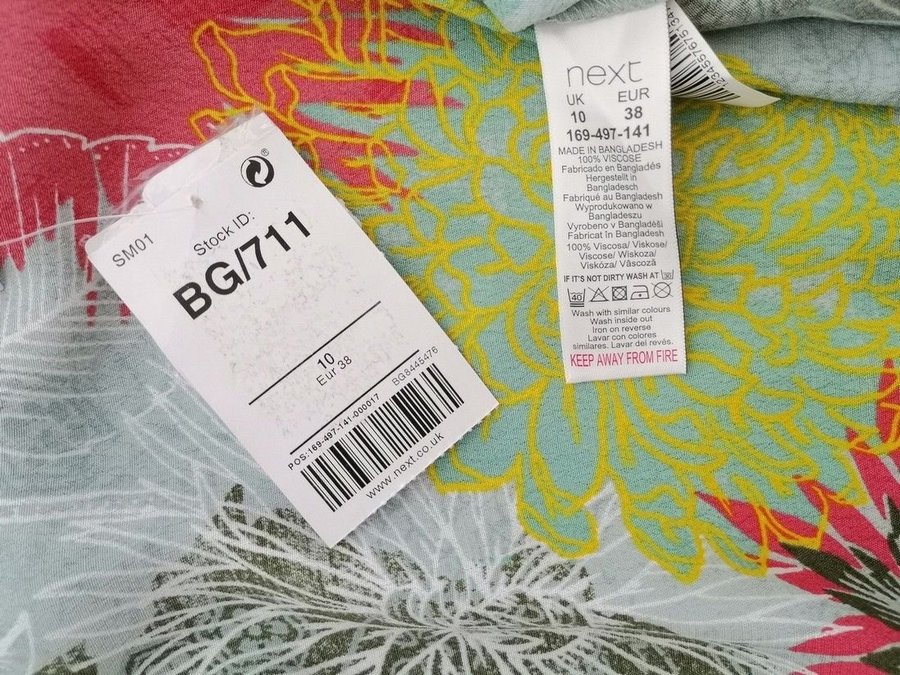 SM01
Stock ID:
BG/711
10
Eur 38
BG8445476
POS:169-497-141-000017
www.next.co.uk
next
UK EUR
10 38
169-497-141
MADE IN BANGLADESH
100% VISCOSE
Fabricado en Bangladés
Hergestellt in
Bangladesch
Fabriqué au Bangladesh
Wyprodukowano w
Bangladeszu
Vyrobeno v Bangladéši
Fabricat în Bangladesh
100% Viscosa/ Viskose/
Viscose/ Wiskoza/
Viskóza/ Vâscoză
IF IT'S NOT DIRTY WASH AT 30
40
Wash with similar colours
Wash inside out
Iron on reverse
Lavar con colores
similares. Lavar del revés.
KEEP AWAY FROM FIRE